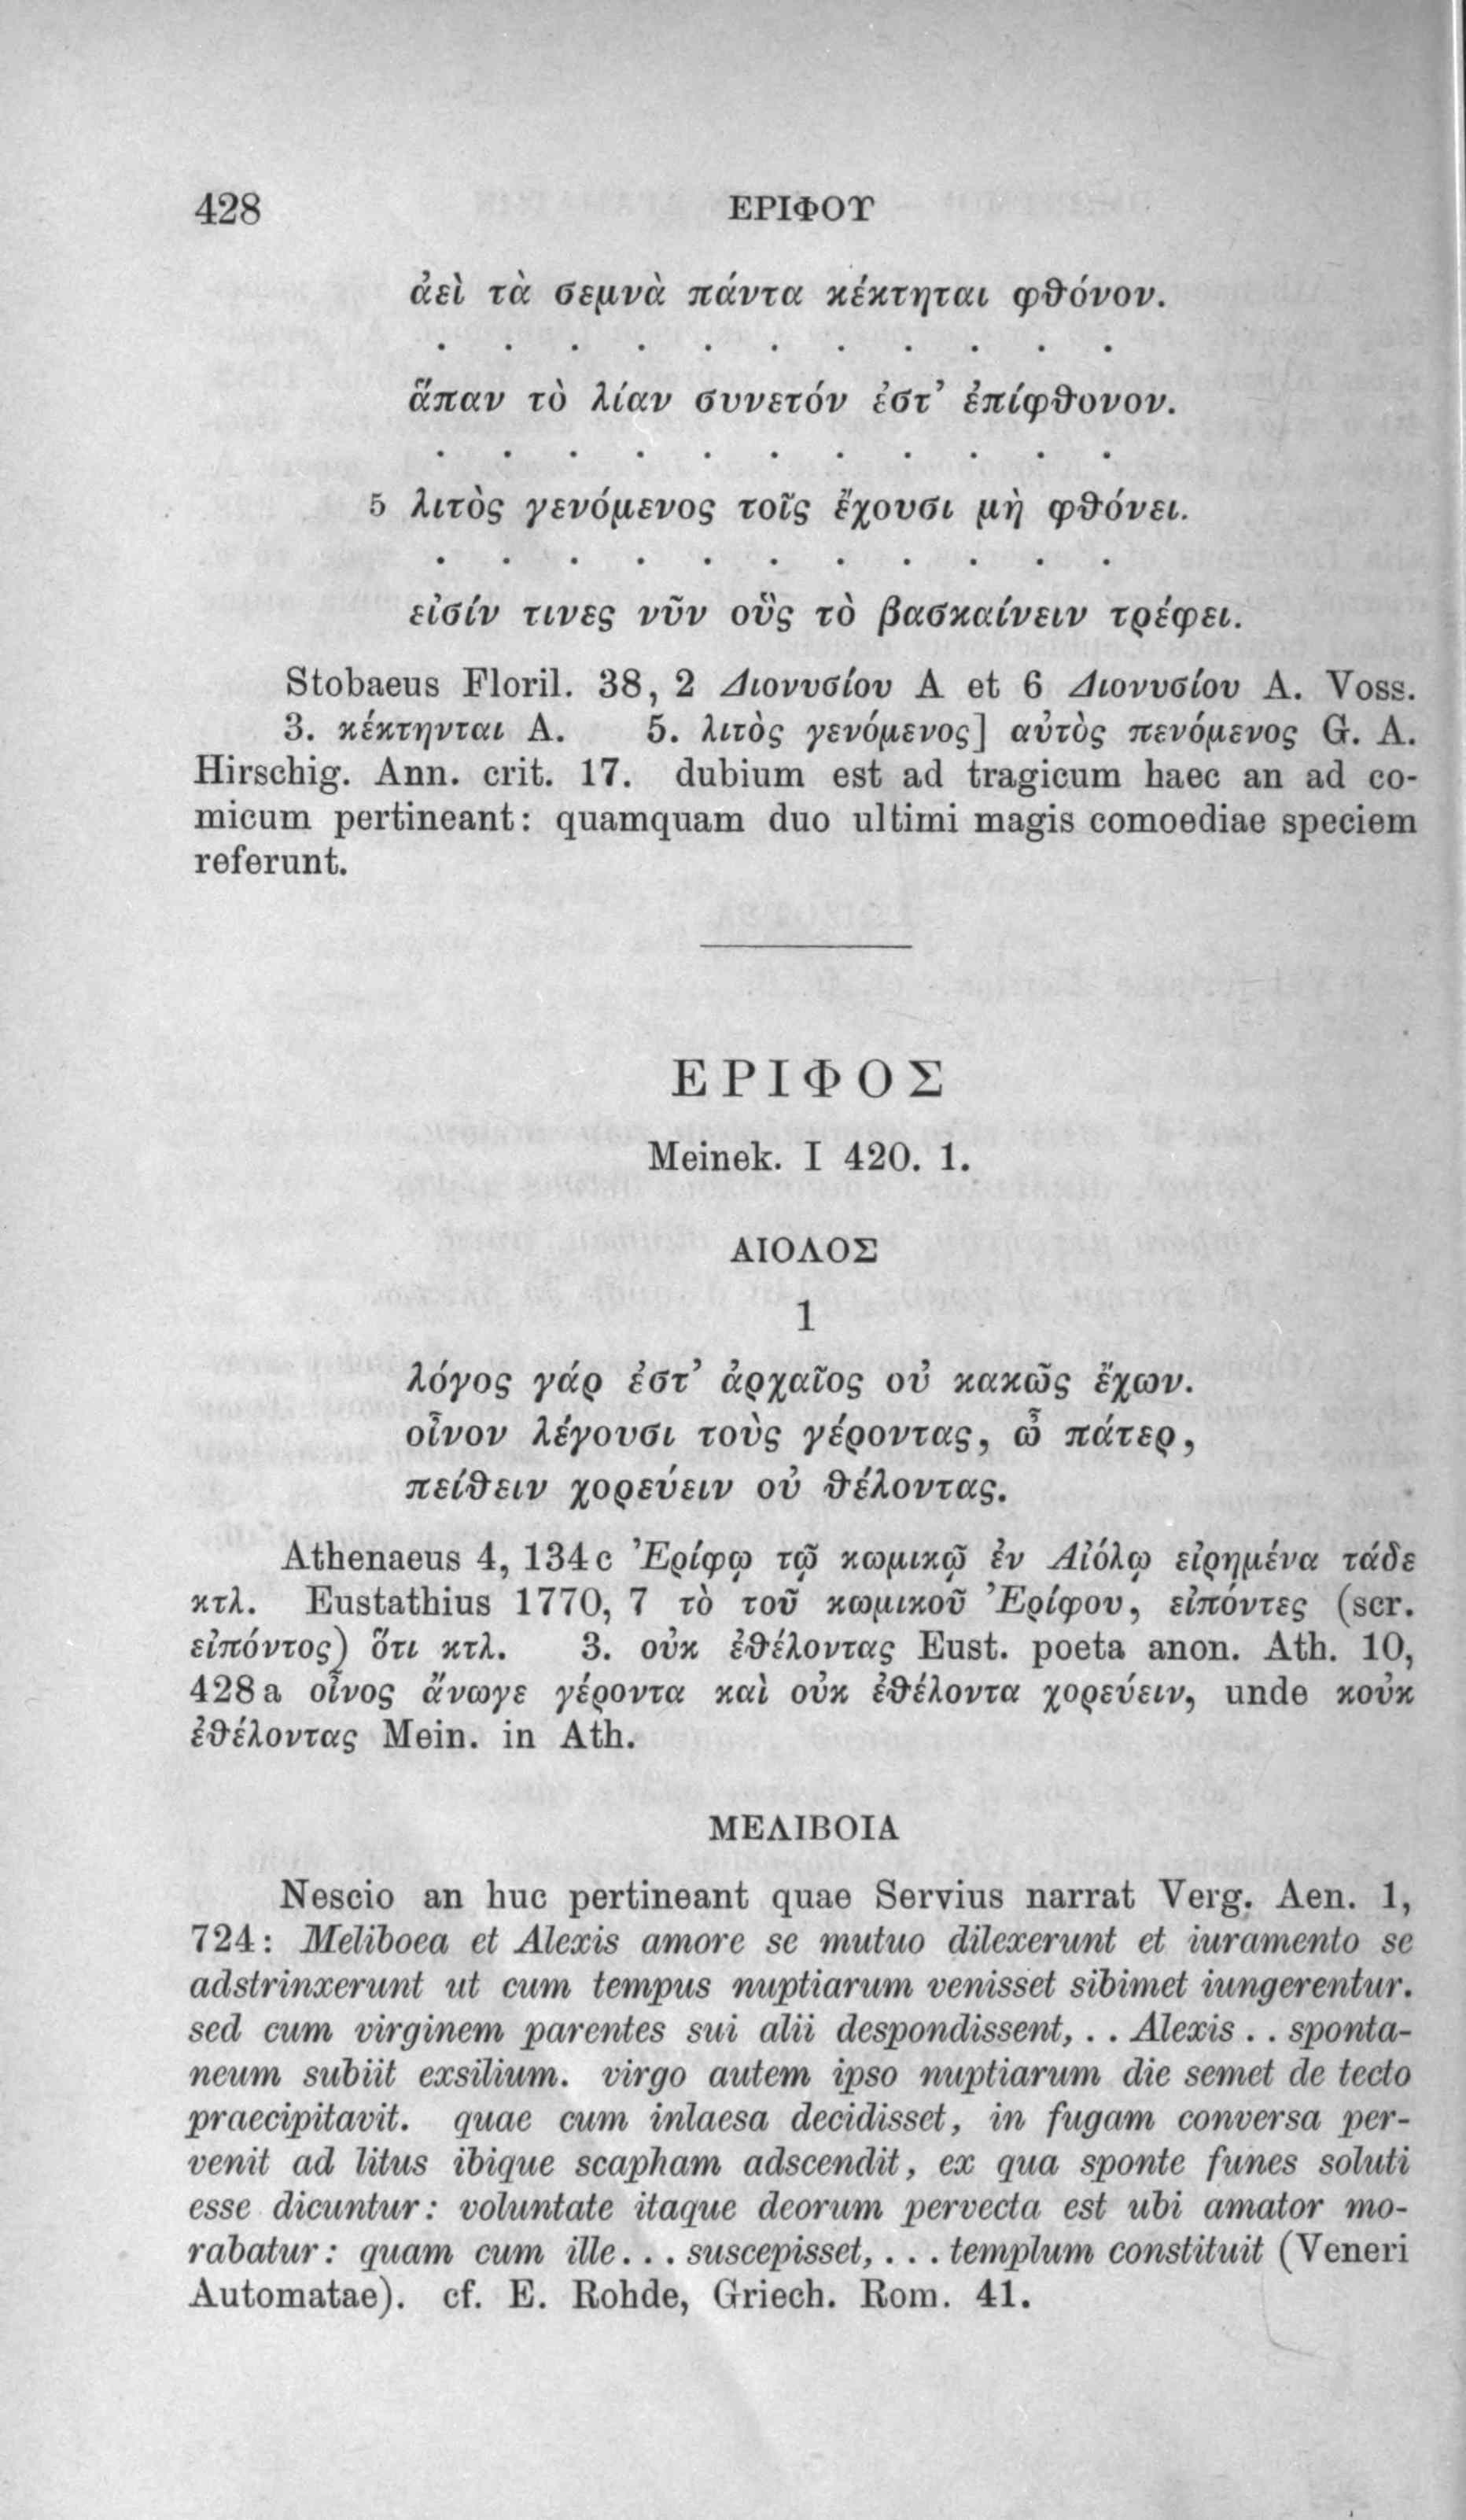 428 ΕΡΙΦΟΥ
ἀεὶ τὰ σεμνὰ πάντα κέκτηται φθόνον.
. . . . . . . . . . .
ἅπαν τὸ λίαν συνετόν ἐστ’ ἐπίφθονον.
. . . . . . . . . . .
5 λιτὸς γενόμενος τοῖς ἔχουσι μὴ φθόνει.
. . . . . . . . . . .
εἰσίν τινες νῦν οὓς τὸ βασκαίνειν τρέφει.
Stobaeus Floril. 38, 2 Διονυσίου A et 6 Διονυσίου A. Voss.
3. κέκτηνται A. 5. λιτὸς γενόμενος] αὐτὸς πενόμενος G. A.
Hirschig. Ann. crit. 17. dubium est ad tragicum haec an ad co-
micum pertineant: quamquam duo ultimi magis comoediae speciem
referunt.
ΕΡΙΦΟΣ
Meinek. I 420. 1.
ΑΙΟΛΟΣ
1
λόγος γάρ ἐστ’ ἀρχαῖος οὐ κακῶς ἔχων.
οἶνον λέγουσι τοὺς γέροντας, ὦ πάτερ,
πείθειν χορεύειν οὐ θέλοντας.
Athenaeus 4, 134c Ἐρίφῳ τῷ κωμικῷ ἐν Αἰόλῳ εἰρημένα τάδε
κτλ. Eustathius 1770, 7 τὸ τοῦ κωμικοῦ Ἐρίφου, εἰπόντες (scr.
εἰπόντος) ὅτι κτλ. 3. οὐκ ἐθέλοντας Eust. poeta anon. Ath. 10,
428a οἶνος ἄνωγε γέροντα καὶ οὐκ ἐθέλοντα χορεύειν, unde κοὐκ
ἐθέλοντας Mein. in Ath.
ΜΕΛΙΒΟΙΑ
Nescio an huc pertineant quae Servius narrat Verg. Aen. 1,
724: Meliboea et Alexis amore se mutuo dilexerunt et iuramento se
adstrinxerunt ut cum tempus nuptiarum venisset sibimet iungerentur.
sed cum virginem parentes sui alii despondissent, . . Alexis . . sponta-
neum subiit exsilium. virgo autem ipso nuptiarum die semet de tecto
praecipitavit. quae cum inlaesa decidisset, in fugam conversa per-
venit ad litus ibique scapham adscendit, ex qua sponte funes soluti
esse dicuntur: voluntate itaque deorum pervecta est ubi amator mo-
rabatur: quam cum ille . . . suscepisset, . . . templum constituit (Veneri
Automatae). cf. E. Rohde, Griech. Rom. 41.